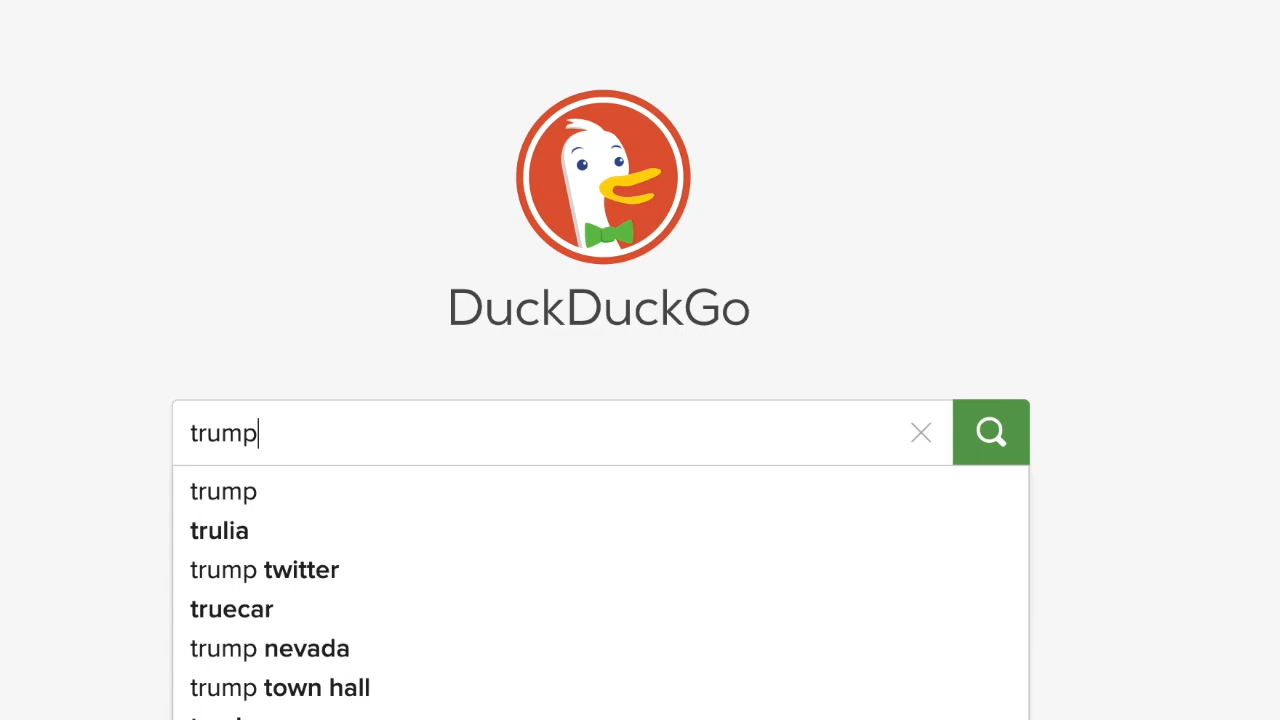 DuckDuckGo
trump
trump
trulia
trump twitter
truecar
trump nevada
trump town hall